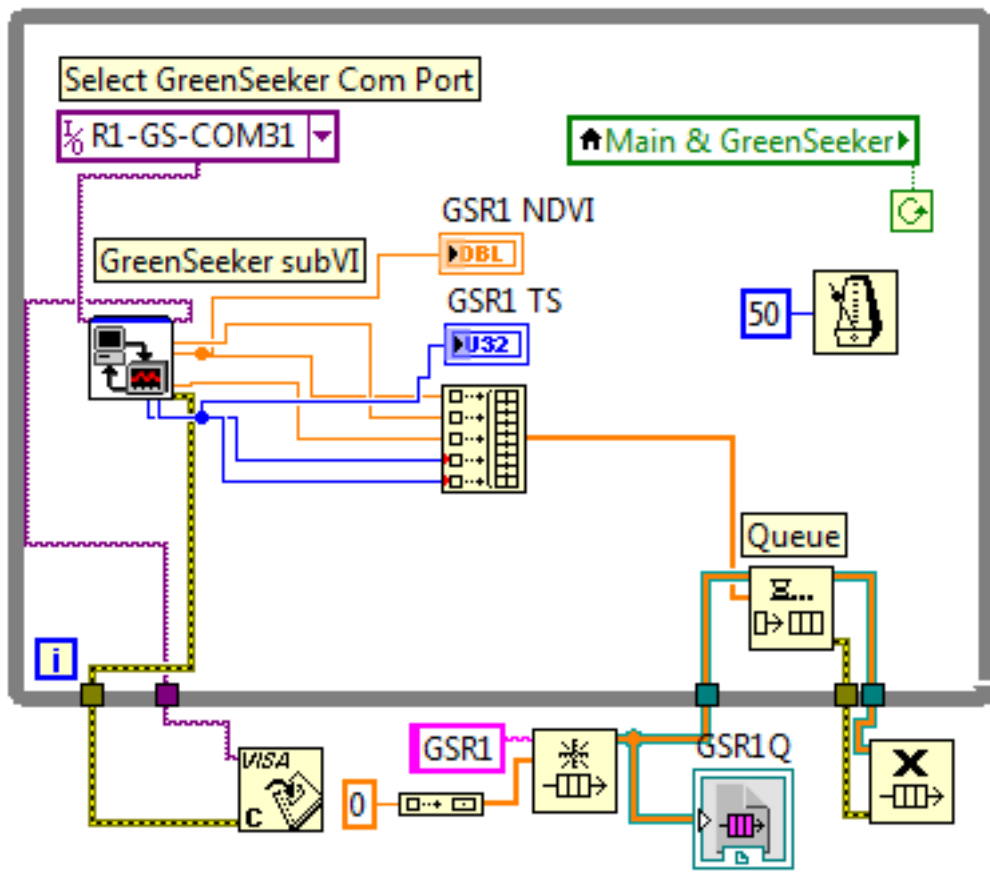 Select GreenSeeker Com Port
I/O R1-GS-COM31
Main & GreenSeeker
GSR1 NDVI
DBL
GreenSeeker subVI
GSR1 TS
U32
50
Queue
i
GSR1
GSR1Q
VISA
C
0